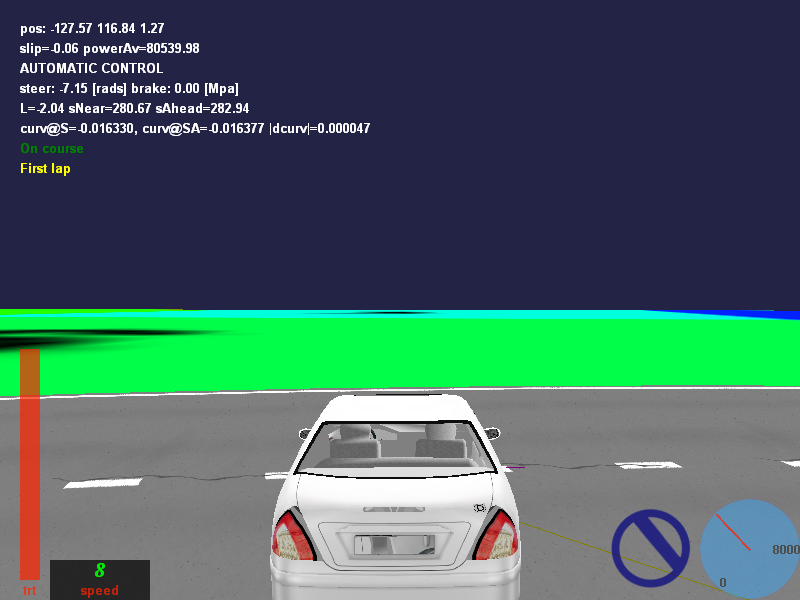 pos: -127.57 116.84 1.27
slip=-0.06 powerAv=80539.98
AUTOMATIC CONTROL
steer: -7.15 [rads] brake: 0.00 [Mpa]
L=-2.04 sNear=280.67 sAhead=282.94
curv@S=-0.016330, curv@SA=-0.016377 |dcurv|=0.000047
On course
First lap
8000
8
0
trt
speed